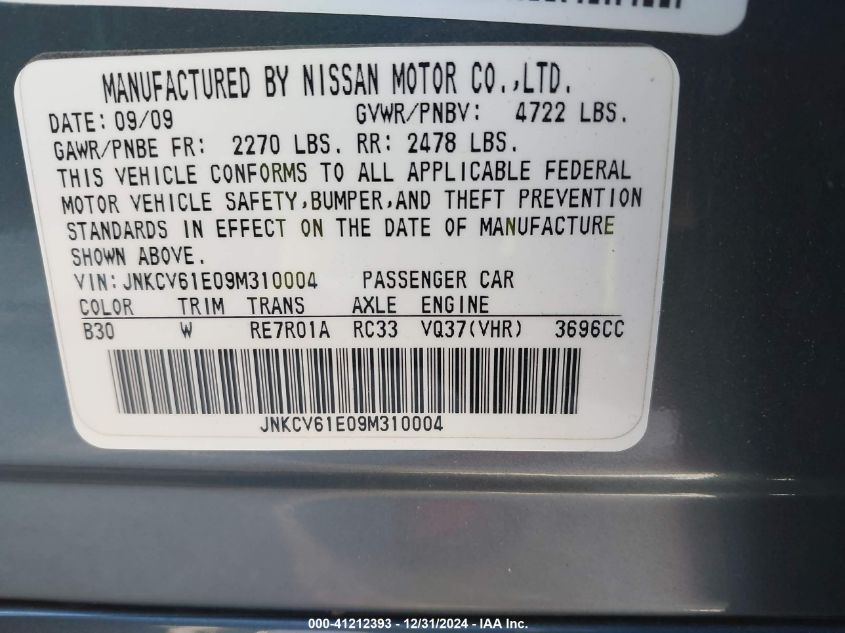 MANUFACTURED BY NISSAN MOTOR CO.,LTD.
DATE: 09/09 GVWR/PNBV: 4722 LBS.
GAWR/PNBE FR: 2270 LBS. RR: 2478 LBS.
THIS VEHICLE CONFORMS TO ALL APPLICABLE FEDERAL
MOTOR VEHICLE SAFETY,BUMPER,AND THEFT PREVENTION
STANDARDS IN EFFECT ON THE DATE OF MANUFACTURE
SHOWN ABOVE.
VIN:JNKCV61E09M310004 PASSENGER CAR
COLOR TRIM TRANS AXLE ENGINE
B30 W RE7R01A RC33 VQ37(VHR) 3696CC
JNKCV61E09M310004
000-41212393 - 12/31/2024 - IAA Inc.